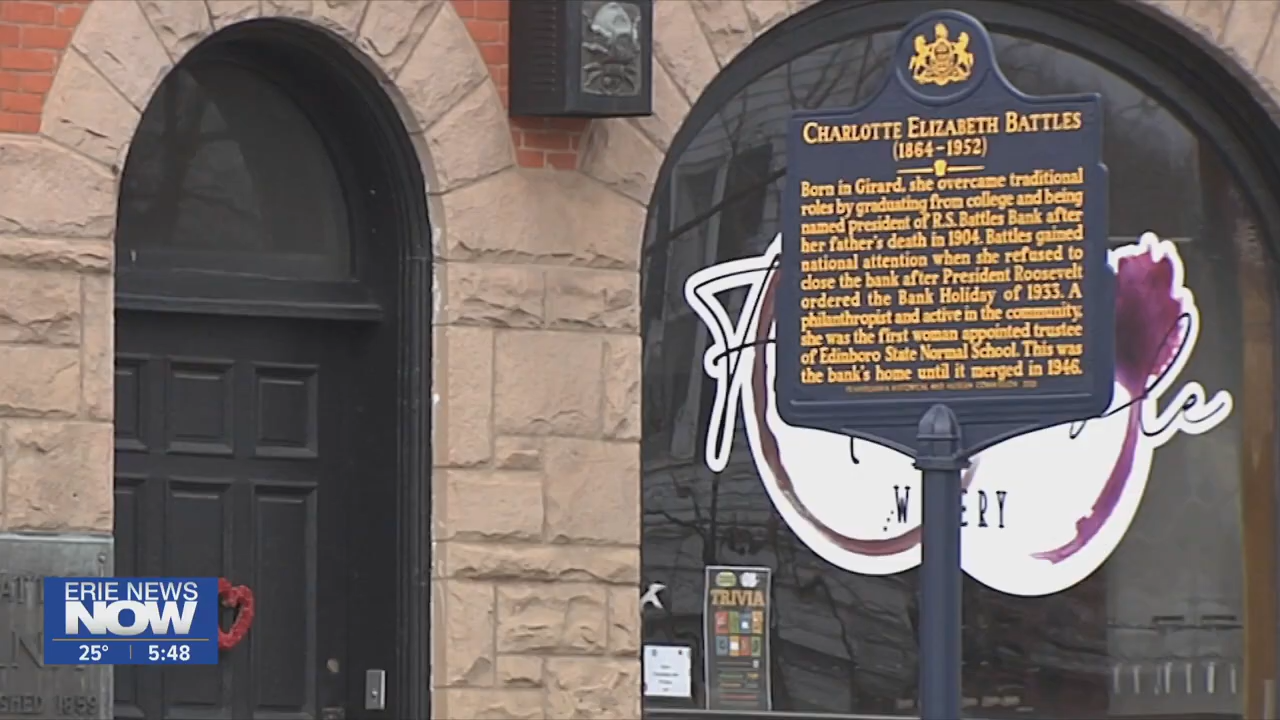 CHARLOTTE ELIZABETH BATTLES
(1864-1952)
Born in Girard, she overcame traditional
roles by graduating from college and being
named president of R.S. Battles Bank after
her father's death in 1904. Battles gained
national attention when she refused to
close the bank after President Roosevelt
ordered the Bank Holiday of 1933. A
philanthropist and active in the community,
she was the first woman appointed trustee
of Edinboro State Normal School. This was
the bank's home until it merged in 1946.
PENNSYLVANIA HISTORICAL AND MUSEUM COMMISSION
W ERY
TRIVIA
SHED 1859
ERIE NEWS
NOW
25° | 5:48